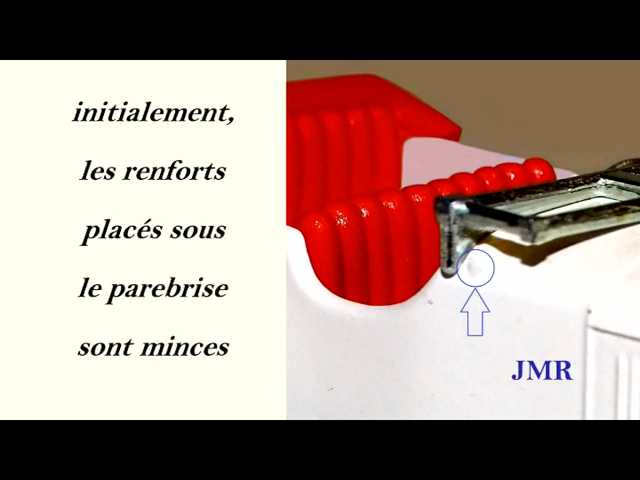 initialement,
les renforts
placés sous
le parebrise
sont minces
JMR